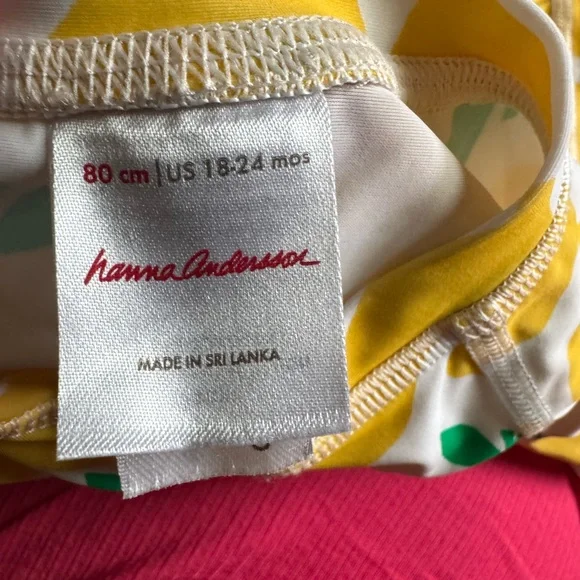 80 cm | US 18-24 mos
hanna andersson
MADE IN SRI LANKA